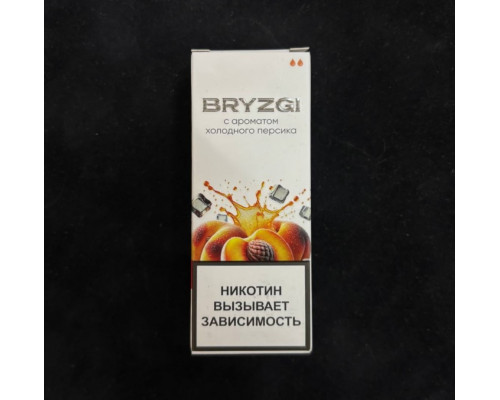 BRYZGI
с ароматом
холодного персика
НИКОТИН
ВЫЗЫВАЕТ
ЗАВИСИМОСТЬ